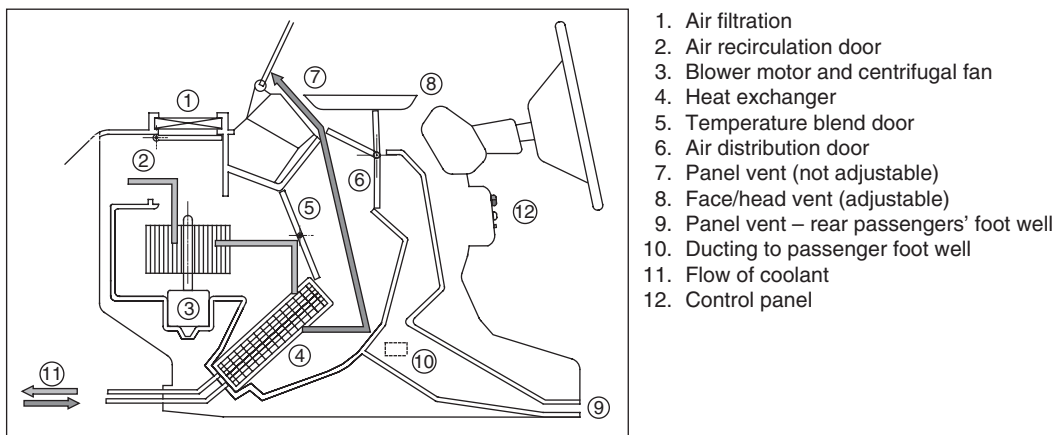 ①
②
③
④
⑤
⑥
⑦
⑧
⑨
⑩
⑪
⑫
1. Air filtration
2. Air recirculation door
3. Blower motor and centrifugal fan
4. Heat exchanger
5. Temperature blend door
6. Air distribution door
7. Panel vent (not adjustable)
8. Face/head vent (adjustable)
9. Panel vent – rear passengers’ foot well
10. Ducting to passenger foot well
11. Flow of coolant
12. Control panel